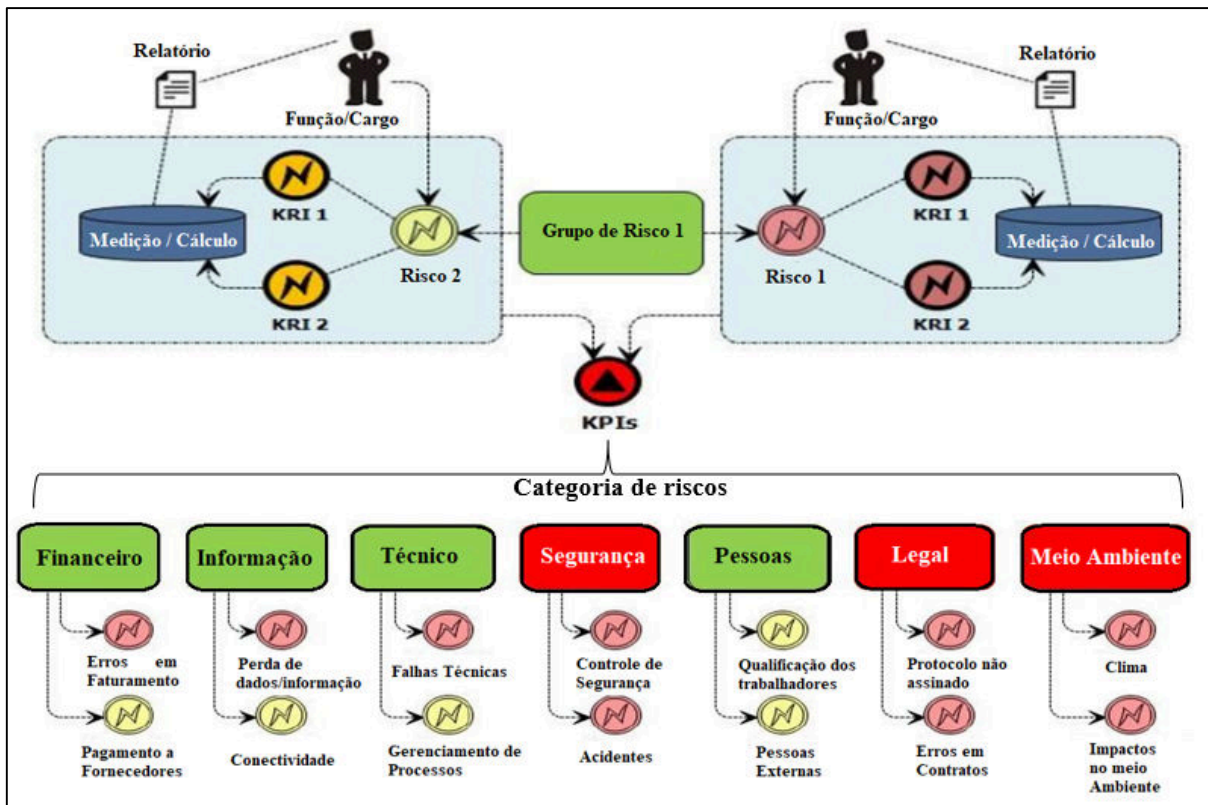 Relatório
Função/Cargo
KRI 1
Medição / Cálculo
KRI 2
Risco 2
Grupo de Risco 1
Relatório
Função/Cargo
KRI 1
Medição / Cálculo
KRI 2
Risco 1
KPIs
Categoria de riscos
Financeiro
Informação
Técnico
Segurança
Pessoas
Legal
Meio Ambiente
Erros em
Faturamento
Perda de
dados/informação
Falhas Técnicas
Controle de
Segurança
Qualificação dos
trabalhadores
Protocolo não
assinado
Clima
Pagamento a
Fornecedores
Conectividade
Gerenciamento de
Processos
Acidentes
Pessoas
Externas
Erros em
Contratos
Impactos
no meio
Ambiente